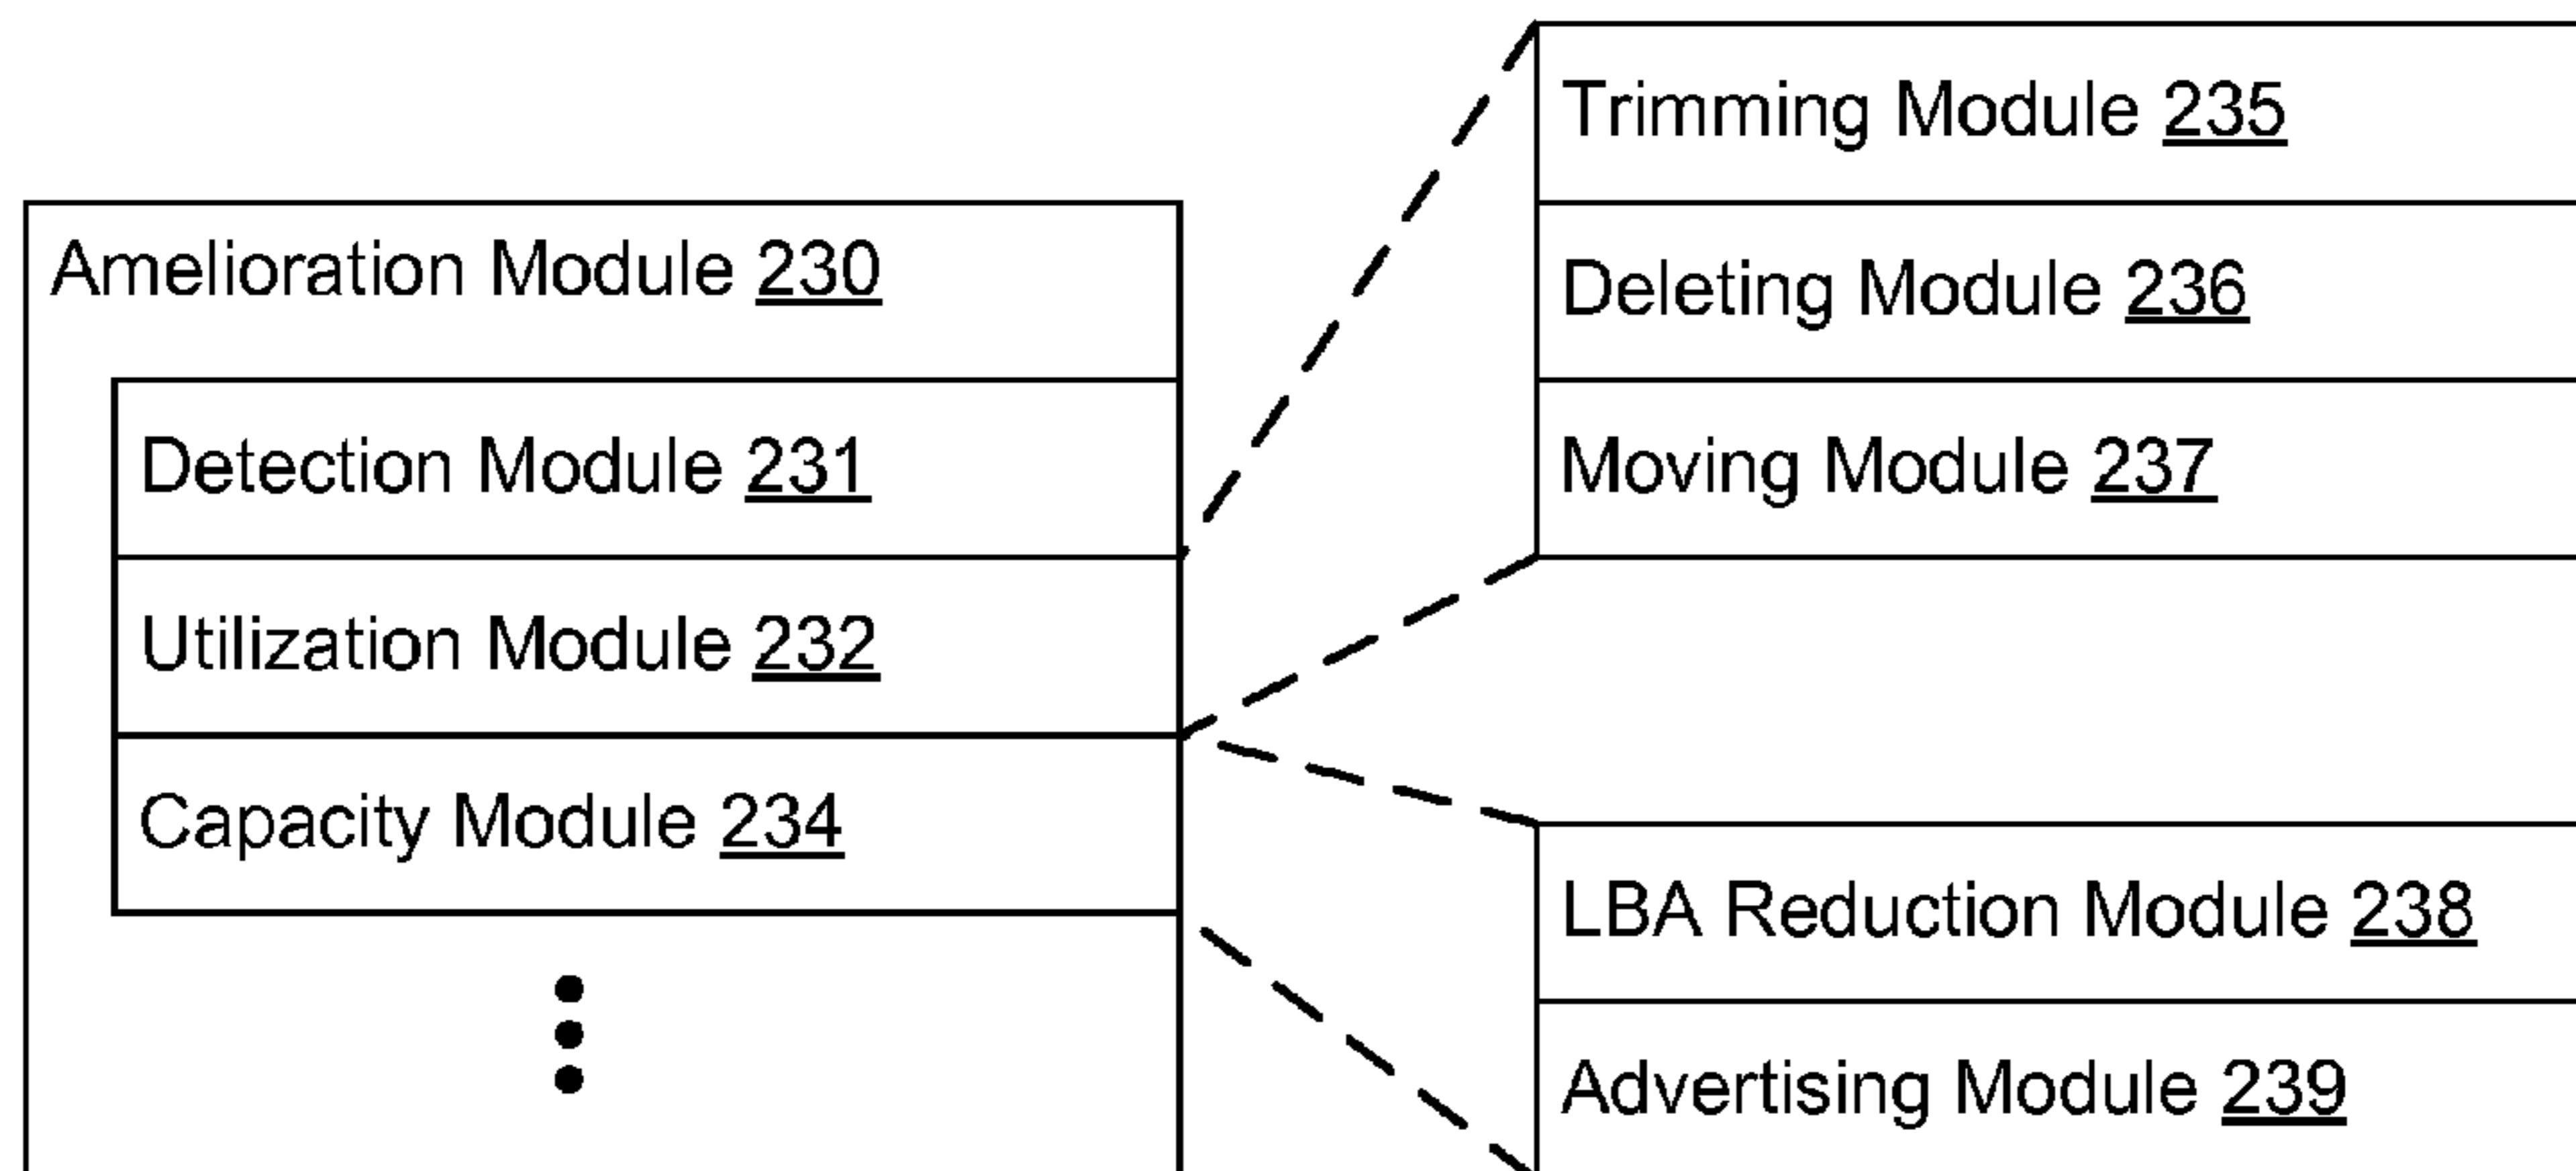 Amelioration Module 230
Detection Module 231
Utilization Module 232
Capacity Module 234
Trimming Module 235
Deleting Module 236
Moving Module 237
LBA Reduction Module 238
Advertising Module 239